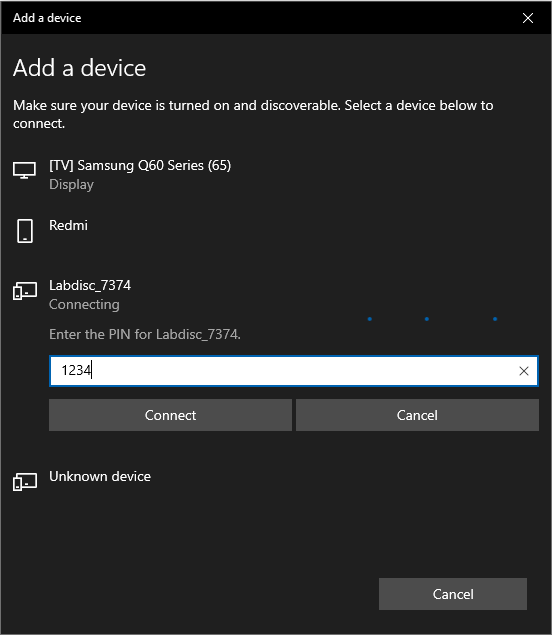 Add a device
Add a device
Make sure your device is turned on and discoverable. Select a device below to
connect.
[TV] Samsung Q60 Series (65)
Display
Redmi
Labdisc_7374
Connecting
Enter the PIN for Labdisc_7374.
1234
Connect
Cancel
Unknown device
Cancel